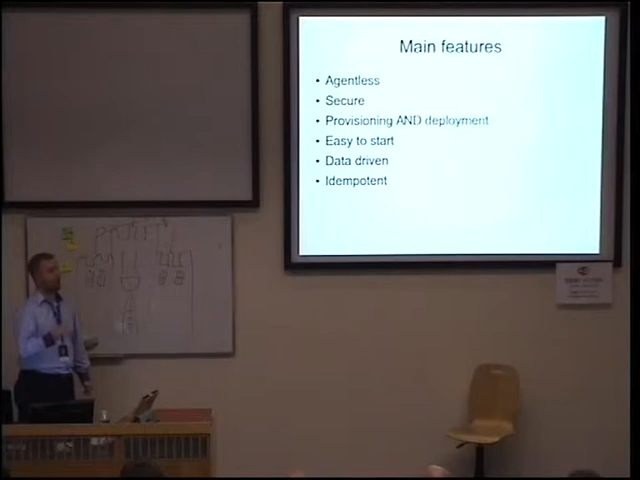 Main features
• Agentless
• Secure
• Provisioning AND deployment
• Easy to start
• Data driven
• Idempotent